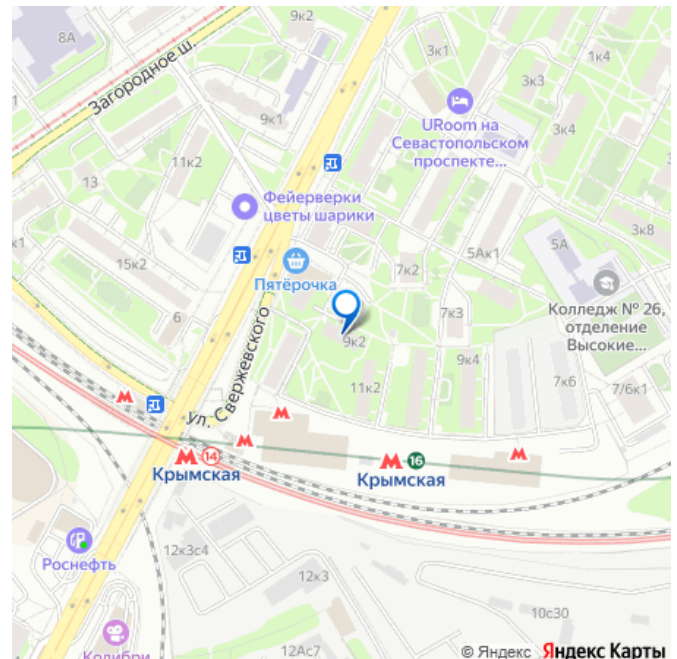 9к2
8А
3к1
1к4
Загородное ш.
3к3
9к1
URoom на
Севастопольском
проспекте...
3к4
11к2
13
Фейерверки
цветы шарики
к1
5Ак1
5А
3к8
15к2
7к2
Пятёрочка
6
7к3
Колледж № 26,
отделение
Высокие...
9к2
9к4
ул. Свержевского
11к2
7к6
7/6к1
14
Крымская
16
Крымская
Роснефть
12к3с4
12к3
10с30
Колибри
12Ас7
© Яндекс Яндекс Карты